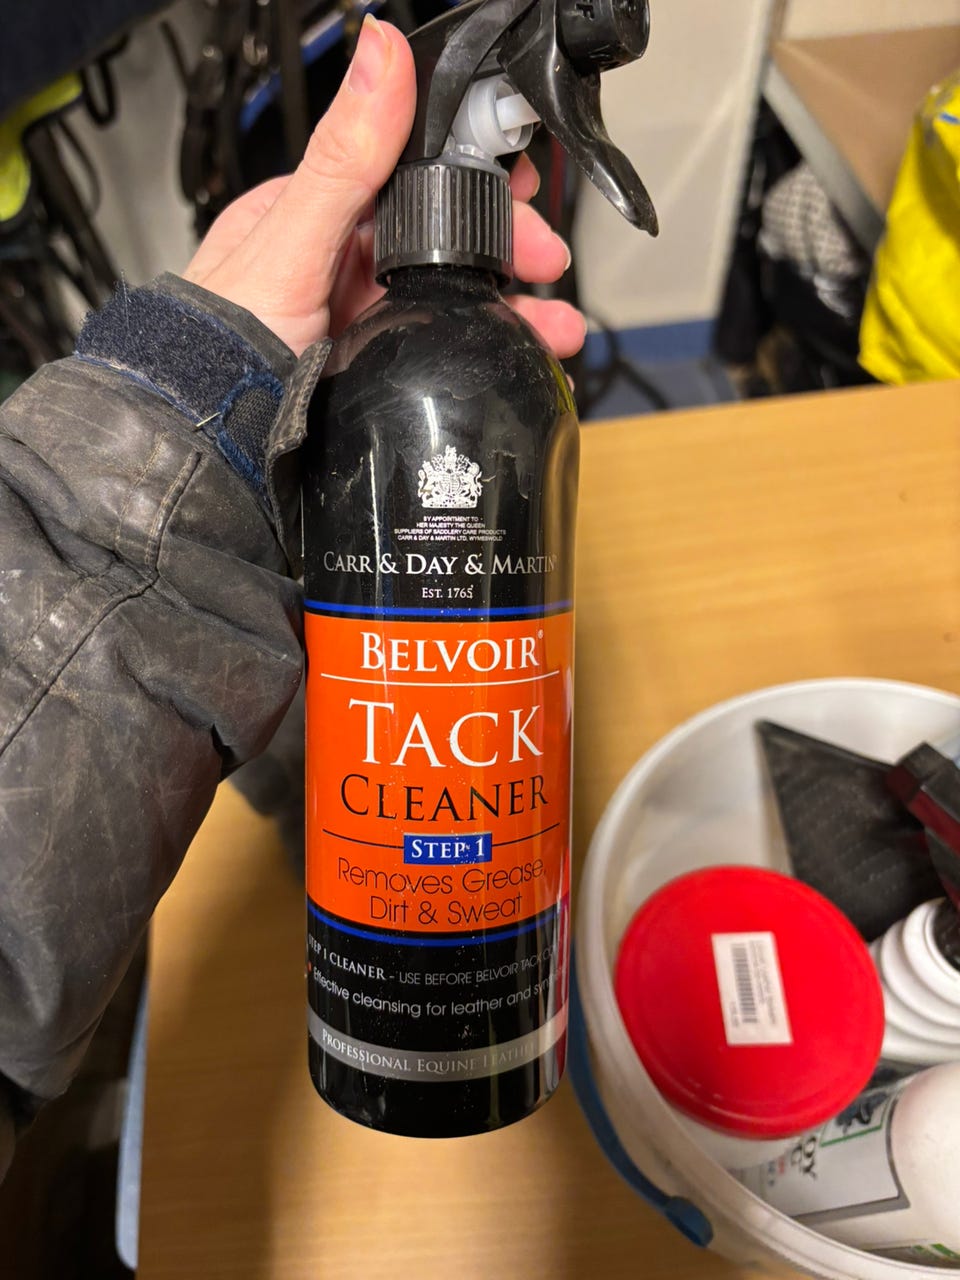 OFF
BY APPOINTMENT TO
HER MAJESTY THE QUEEN
SUPPLIERS OF SADDLERY CARE PRODUCTS
CARR & DAY & MARTIN LTD, WYMESWOLD
CARR & DAY & MARTIN
EST. 1765
BELVOIR®
TACK
CLEANER
STEP 1
Removes Grease,
Dirt & Sweat
STEP 1 CLEANER - USE BEFORE BELVOIR TACK
Effective cleansing for leather and
PROFESSIONAL EQUINE